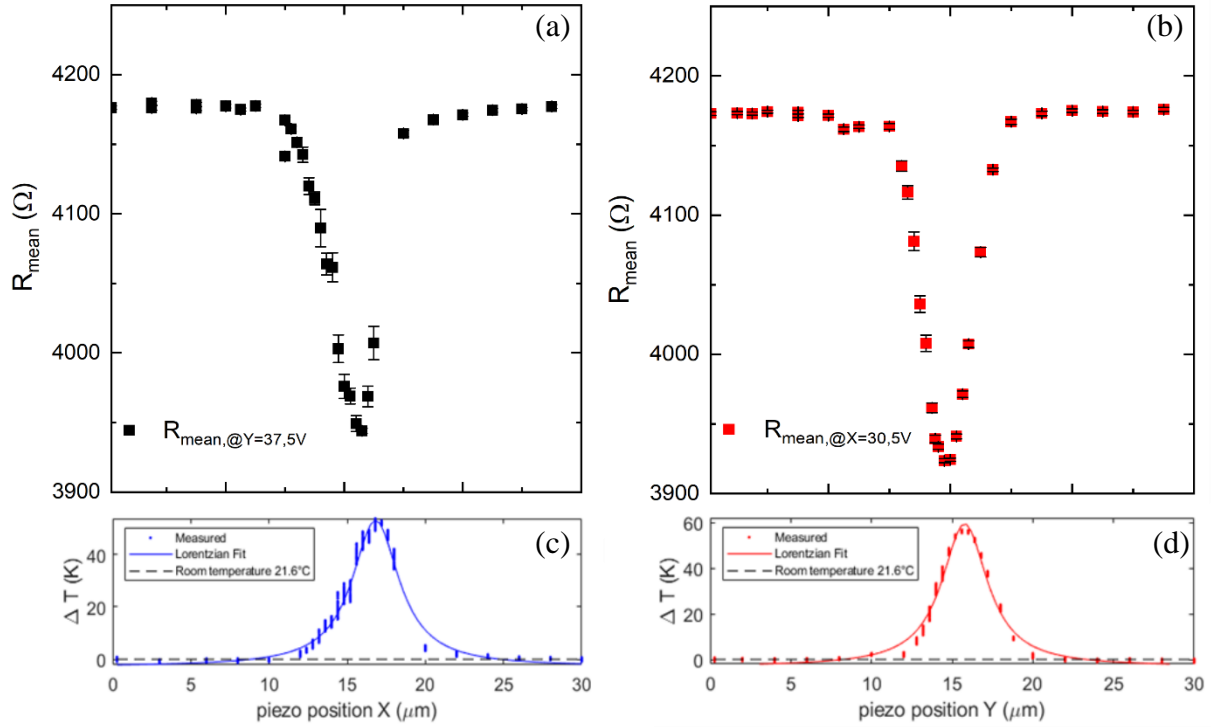 (a)
4200
4100
4000
3900
R_mean (Ω)
R_mean,@Y=37,5V
(b)
4200
4100
4000
3900
R_mean (Ω)
R_mean,@X=30,5V
(c)
Measured
Lorentzian Fit
Room temperature 21.6°C
40
20
0
Δ T (K)
0 5 10 15 20 25 30
piezo position X (μm)
(d)
Measured
Lorentzian Fit
Room temperature 21.6°C
60
40
20
0
Δ T (K)
0 5 10 15 20 25 30
piezo position Y (μm)